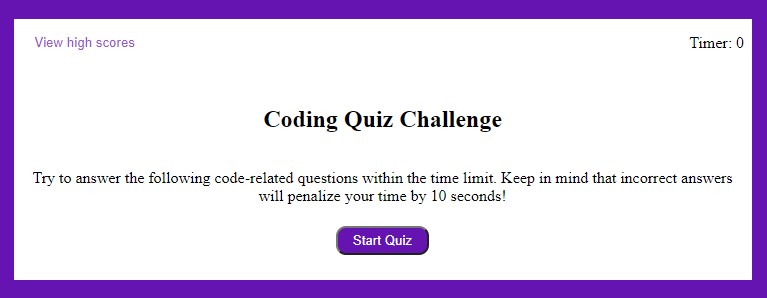 View high scores
Timer: 0
Coding Quiz Challenge
Try to answer the following code-related questions within the time limit. Keep in mind that incorrect answers
will penalize your time by 10 seconds!
Start Quiz